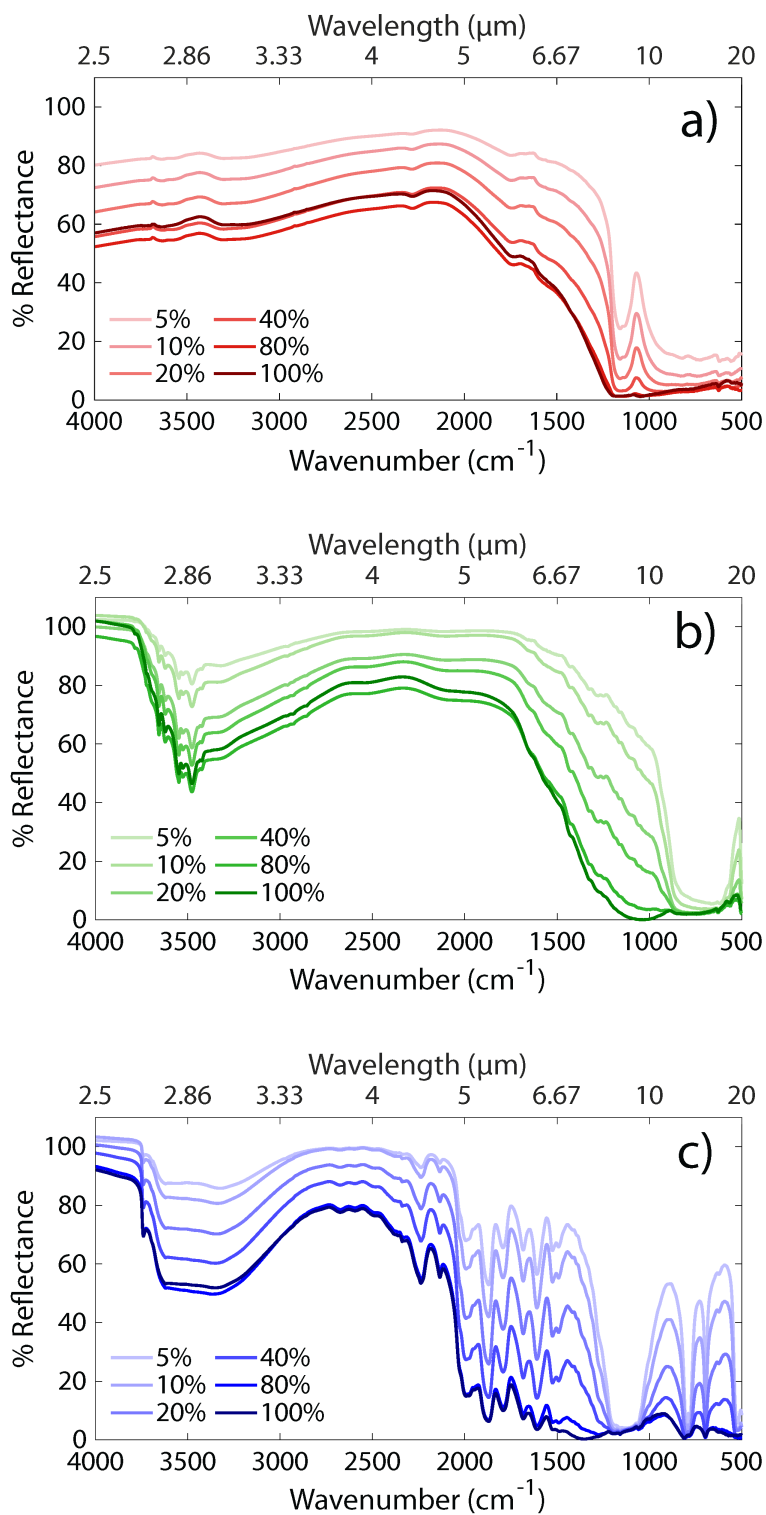 Wavelength (μm)
2.5 2.86 3.33 4 5 6.67 10 20
a)
100
80
60
40
20
0
% Reflectance
5% 40%
10% 80%
20% 100%
4000 3500 3000 2500 2000 1500 1000 500
Wavenumber (cm⁻¹)
Wavelength (μm)
2.5 2.86 3.33 4 5 6.67 10 20
b)
100
80
60
40
20
0
% Reflectance
5% 40%
10% 80%
20% 100%
4000 3500 3000 2500 2000 1500 1000 500
Wavenumber (cm⁻¹)
Wavelength (μm)
2.5 2.86 3.33 4 5 6.67 10 20
c)
100
80
60
40
20
0
% Reflectance
5% 40%
10% 80%
20% 100%
4000 3500 3000 2500 2000 1500 1000 500
Wavenumber (cm⁻¹)